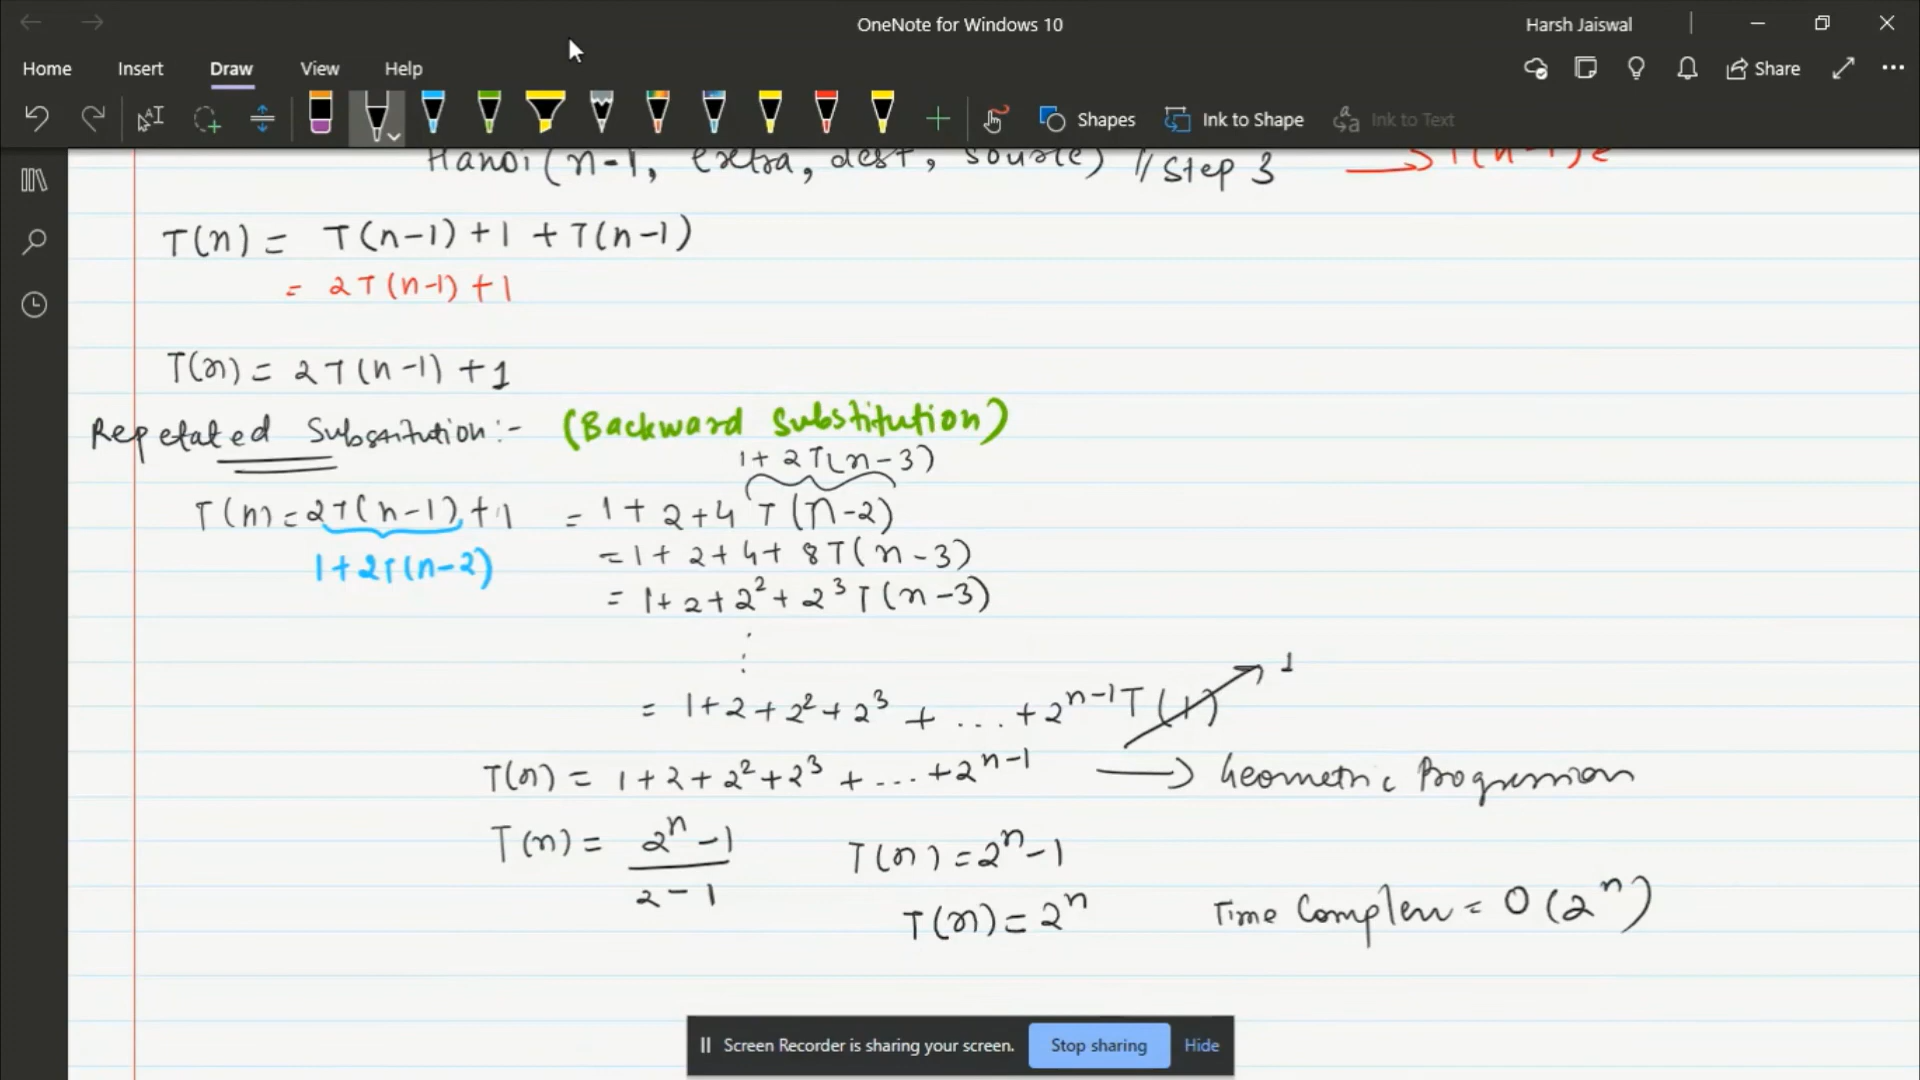 OneNote for Windows 10
Harsh Jaiswal
Home Insert Draw View Help
Share
Shapes Ink to Shape Ink to Text
Hanoi (n-1, extra, dest, source) // Step 3 → T(n-1)
T(n) = T(n-1) + 1 + T(n-1)
= 2T(n-1) + 1
T(n) = 2T(n-1) + 1
Repetated Subsitution:- (Backward Substitution)
1 + 2T(n-3)
T(n) = 2T(n-1) + 1 = 1 + 2 + 4 T(n-2)
1 + 2T(n-2)
= 1 + 2 + 4 + 8T(n-3)
= 1 + 2 + 2² + 2³ T(n-3)
⋮
= 1 + 2 + 2² + 2³ + ... + 2ⁿ⁻¹ T(1) → 1
T(n) = 1 + 2 + 2² + 2³ + ... + 2ⁿ⁻¹ → Geometric Progression
T(n) = (2ⁿ - 1) / (2 - 1) T(n) = 2ⁿ - 1
T(n) = 2ⁿ Time Complen = O(2ⁿ)
Screen Recorder is sharing your screen. Stop sharing Hide